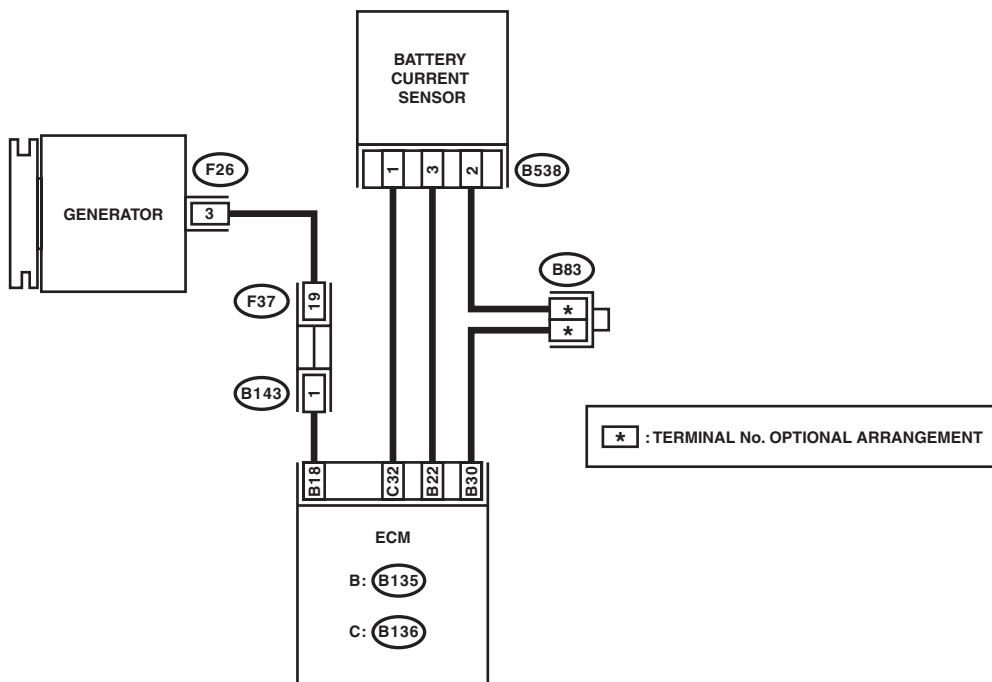 BATTERY
CURRENT
SENSOR
1 3 2
B538
F26
GENERATOR
3
B83
*
*
F37
19
B143
1
* : TERMINAL No. OPTIONAL ARRANGEMENT
B18 C32 B22 B30
ECM
B: B135
C: B136